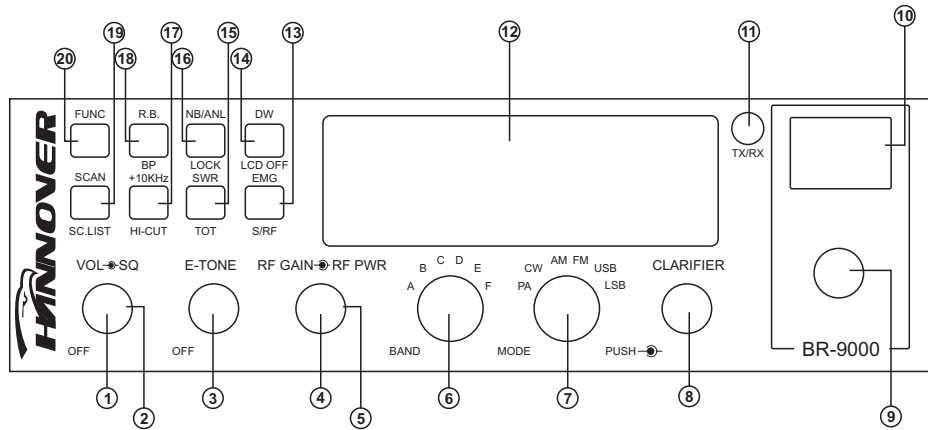 19 17 15 13 12 11 10
20 18 16 14
FUNC R.B. NB/ANL DW
BP LOCK LCD OFF
SCAN +10KHz SWR EMG
SC.LIST HI-CUT TOT S/RF
TX/RX
HANNOVER
VOL SQ E-TONE RF GAIN RF PWR
OFF OFF
A B C D E F
BAND
PA CW AM FM USB LSB
MODE
CLARIFIER
PUSH
BR-9000
1 2 3 4 5 6 7 8 9